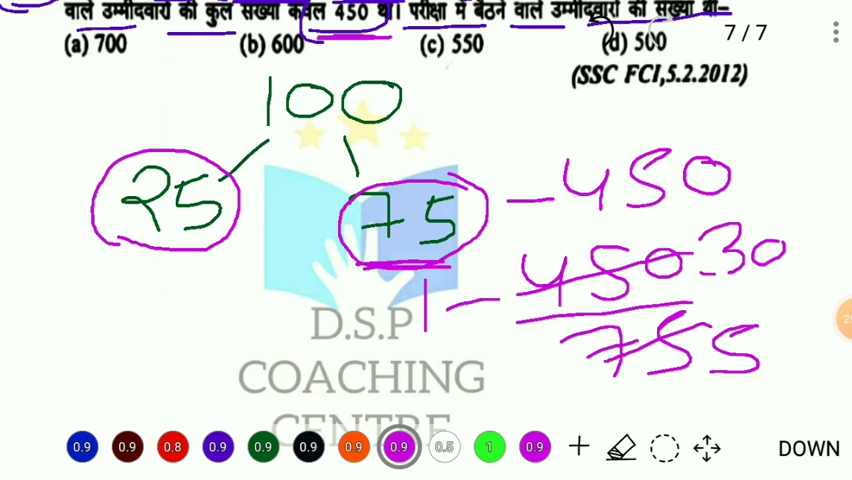 वाले उम्मीदवारों की कुल संख्या केवल 450 थी। परीक्षा में बैठने वाले उम्मीदवारों की संख्या थी–
7 / 7
(a) 700 (b) 600 (c) 550 (d) 500
(SSC FCI,5.2.2012)
100
25 75 – 450
1 – 450 30
755
D.S.P
COACHING
CENTRE
0.9 0.9 0.8 0.9 0.9 0.9 0.9 0.9 0.5 1 0.9 DOWN